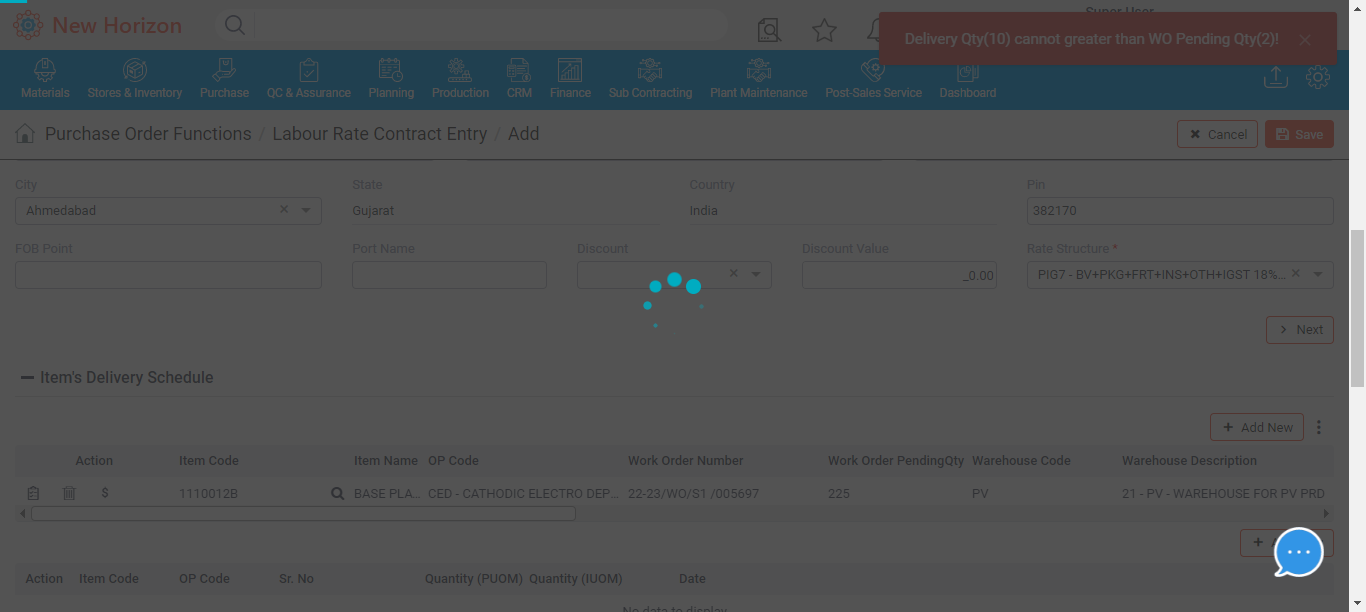 New Horizon
Super User
Delivery Qty(10) cannot greater than WO Pending Qty(2)!
Materials Stores & Inventory Purchase QC & Assurance Planning Production CRM Finance Sub Contracting Plant Maintenance Post-Sales Service Dashboard
Purchase Order Functions / Labour Rate Contract Entry / Add
Cancel Save
City State Country Pin
Ahmedabad Gujarat India 382170
FOB Point Port Name Discount Discount Value Rate Structure *
_0.00 PIG7 - BV+PKG+FRT+INS+OTH+IGST 18%...
Next
Item's Delivery Schedule
Add New
Action Item Code Item Name OP Code Work Order Number Work Order PendingQty Warehouse Code Warehouse Description
$ 1110012B BASE PLA... CED - CATHODIC ELECTRO DEP... 22-23/WO/S1 /005697 225 PV 21 - PV - WAREHOUSE FOR PV PRD
Action Item Code OP Code Sr. No Quantity (PUOM) Quantity (IUOM) Date
No data to display